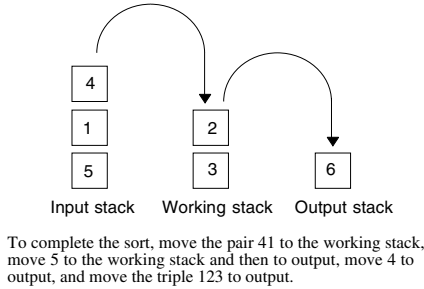 4
1 2
5 3 6
Input stack Working stack Output stack
To complete the sort, move the pair 41 to the working stack,
move 5 to the working stack and then to output, move 4 to
output, and move the triple 123 to output.